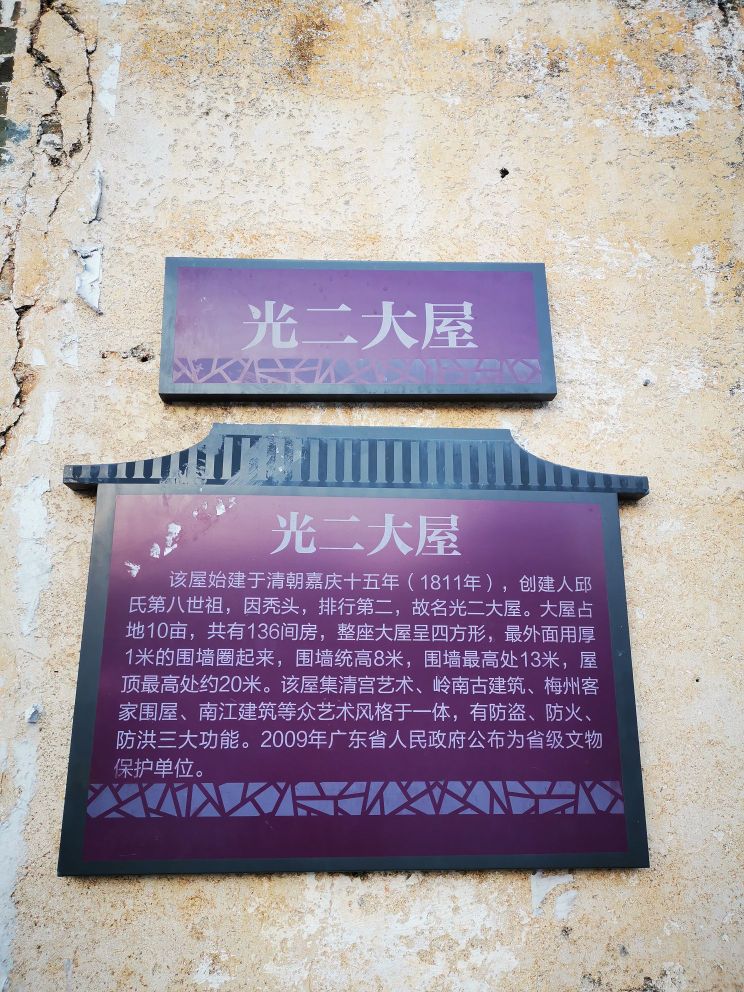 光二大屋
光二大屋
该屋始建于清朝嘉庆十五年（1811年），创建人邱
氏第八世祖，因秃头，排行第二，故名光二大屋。大屋占
地10亩，共有136间房，整座大屋呈四方形，最外面用厚
1米的围墙圈起来，围墙统高8米，围墙最高处13米，屋
顶最高处约20米。该屋集清宫艺术、岭南古建筑、梅州客
家围屋、南江建筑等众艺术风格于一体，有防盗、防火、
防洪三大功能。2009年广东省人民政府公布为省级文物
保护单位。